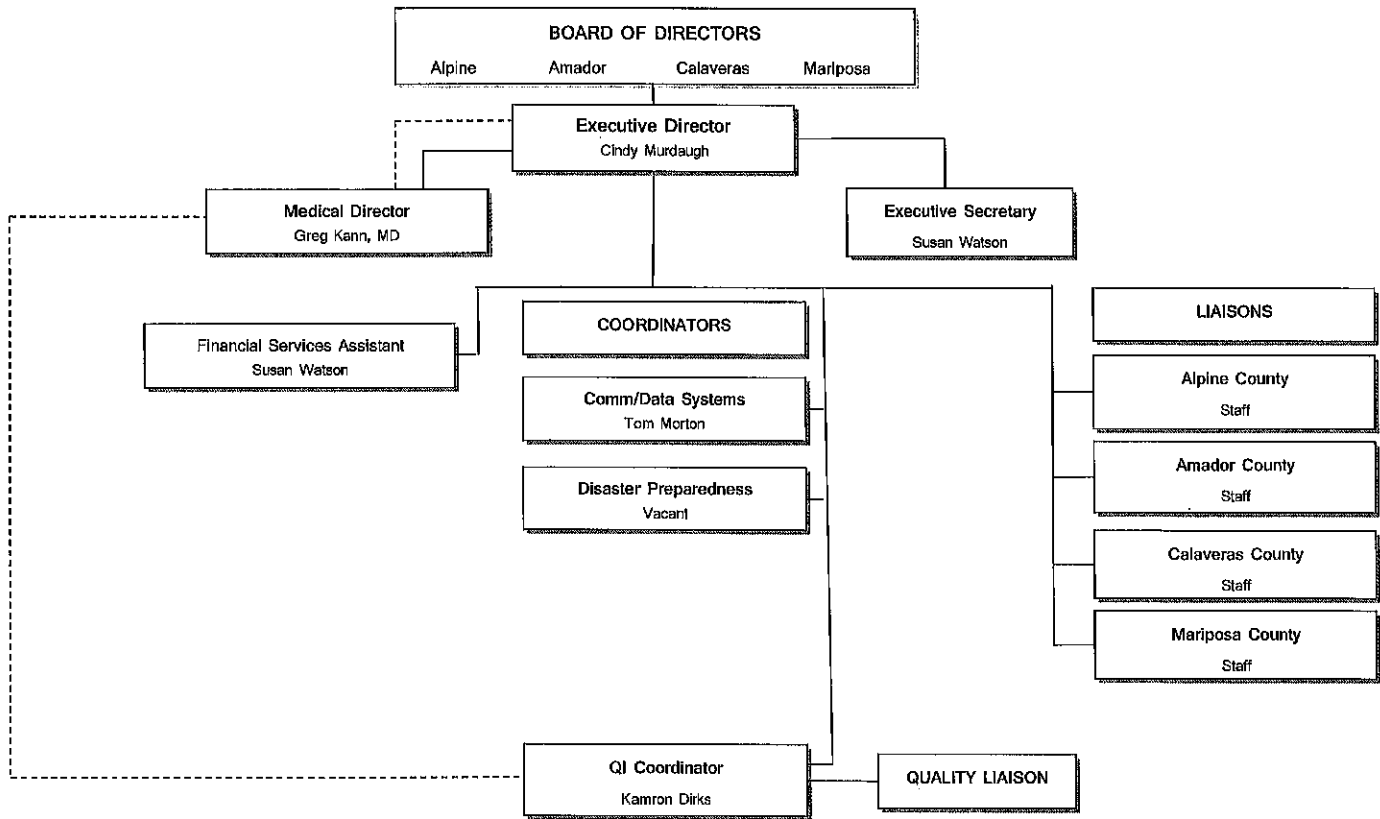 BOARD OF DIRECTORS
Alpine Amador Calaveras Mariposa
Executive Director
Cindy Murdaugh
Medical Director
Greg Kann, MD
Executive Secretary
Susan Watson
Financial Services Assistant
Susan Watson
COORDINATORS
Comm/Data Systems
Tom Morton
Disaster Preparedness
Vacant
LIAISONS
Alpine County
Staff
Amador County
Staff
Calaveras County
Staff
Mariposa County
Staff
QI Coordinator
Kamron Dirks
QUALITY LIAISON